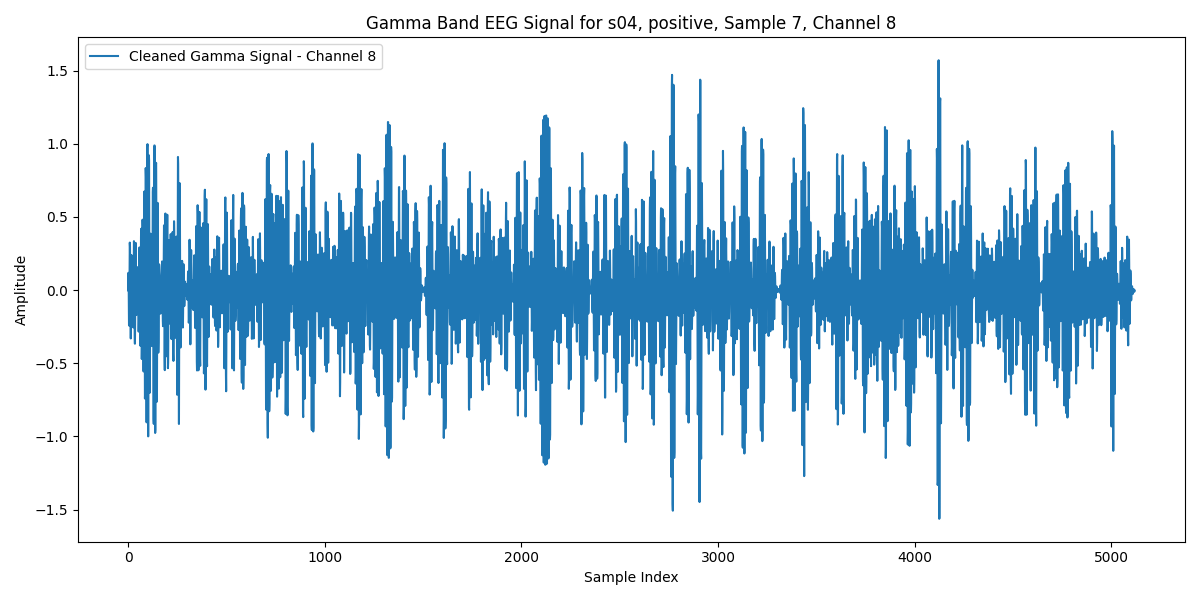 Gamma Band EEG Signal for s04, positive, Sample 7, Channel 8
Cleaned Gamma Signal - Channel 8
1.5
1.0
0.5
0.0
−0.5
−1.0
−1.5
Amplitude
0 1000 2000 3000 4000 5000
Sample Index